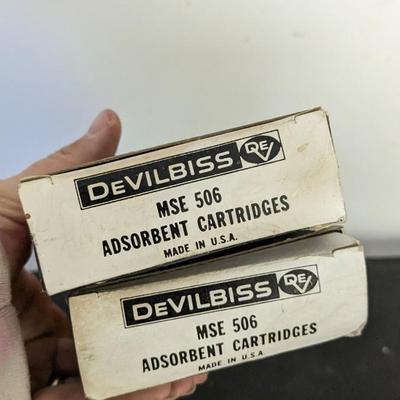 DEVILBISS DEV
MSE 506
ADSORBENT CARTRIDGES
MADE IN U.S.A.
DEVILBISS DEV
MSE 506
ADSORBENT CARTRIDGES
MADE IN U.S.A.